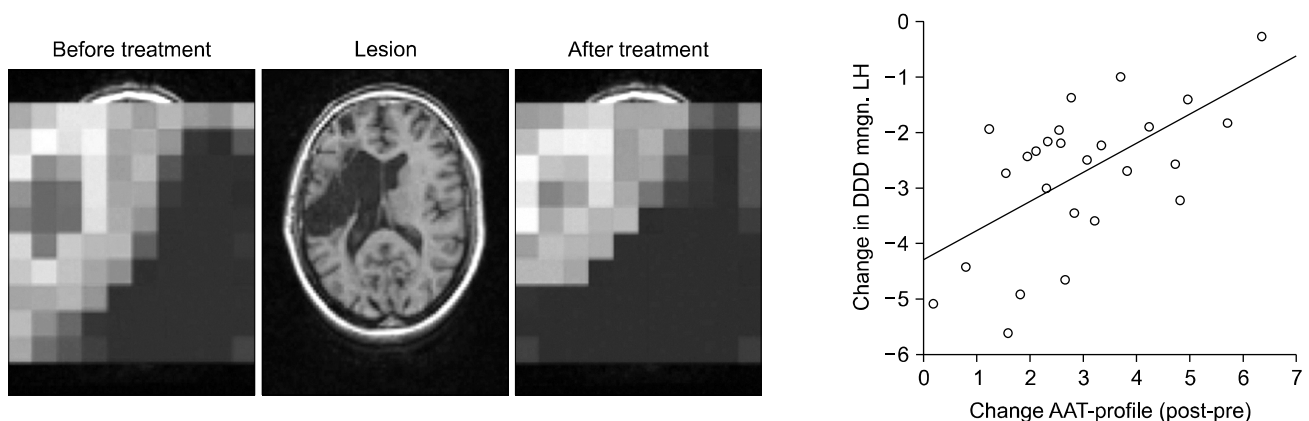 Before treatment
Lesion
After treatment
Change in DDD mngn. LH
0
−1
−2
−3
−4
−5
−6
0 1 2 3 4 5 6 7
Change AAT-profile (post-pre)